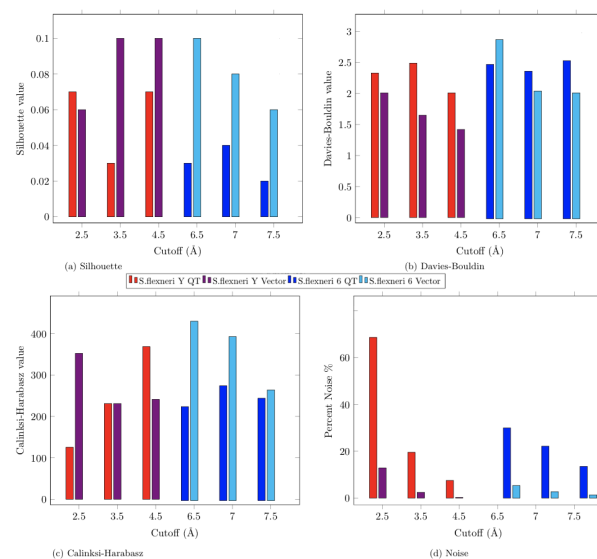 0.1
0.08
0.06
0.04
0.02
0
Silhouette value
2.5 3.5 4.5 6.5 7 7.5
Cutoff (Å)
(a) Silhouette
3
2.5
2
1.5
1
0.5
0
Davies-Bouldin value
2.5 3.5 4.5 6.5 7 7.5
Cutoff (Å)
(b) Davies-Bouldin
S.flexneri Y QT S.flexneri Y Vector S.flexneri 6 QT S.flexneri 6 Vector
400
300
200
100
0
Calinksi-Harabasz value
2.5 3.5 4.5 6.5 7 7.5
Cutoff (Å)
(c) Calinksi-Harabasz
60
40
20
0
Percent Noise %
2.5 3.5 4.5 6.5 7.5 7.5
Cutoff (Å)
(d) Noise